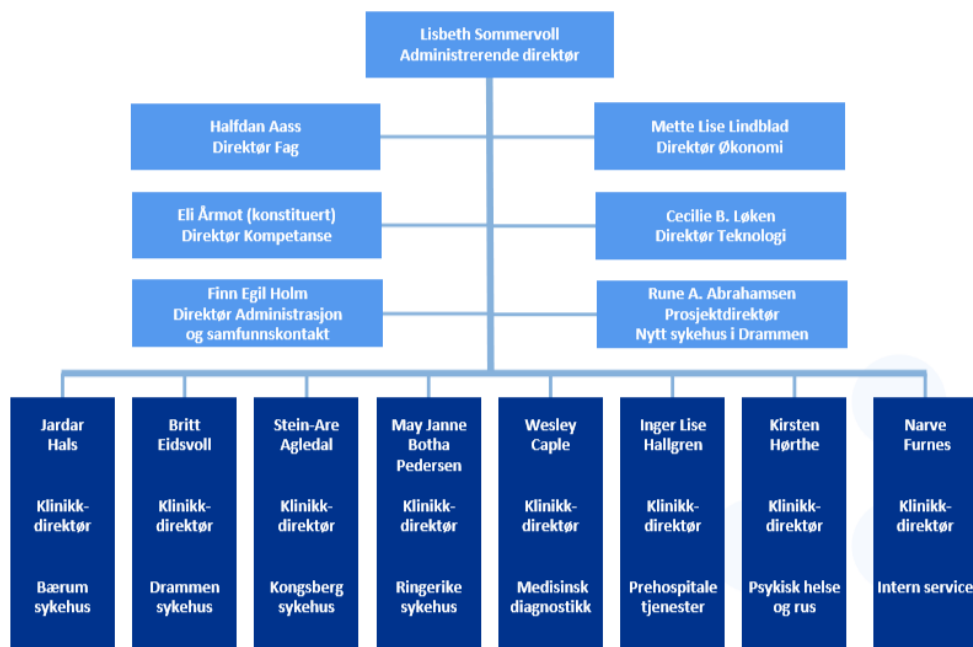 Lisbeth Sommervoll
Administrerende direktør
Halfdan Aass
Direktør Fag
Mette Lise Lindblad
Direktør Økonomi
Eli Årmot (konstituert)
Direktør Kompetanse
Cecilie B. Løken
Direktør Teknologi
Finn Egil Holm
Direktør Administrasjon
og samfunnskontakt
Rune A. Abrahamsen
Prosjektdirektør
Nytt sykehus i Drammen
Jardar
Hals
Klinikk-
direktør
Bærum
sykehus
Britt
Eidsvoll
Klinikk-
direktør
Drammen
sykehus
Stein-Are
Agledal
Klinikk-
direktør
Kongsberg
sykehus
May Janne
Botha
Pedersen
Klinikk-
direktør
Ringerike
sykehus
Wesley
Caple
Klinikk-
direktør
Medisinsk
diagnostikk
Inger Lise
Hallgren
Klinikk-
direktør
Prehospitale
tjenester
Kirsten
Hørthe
Klinikk-
direktør
Psykisk helse
og rus
Narve
Furnes
Klinikk-
direktør
Intern service